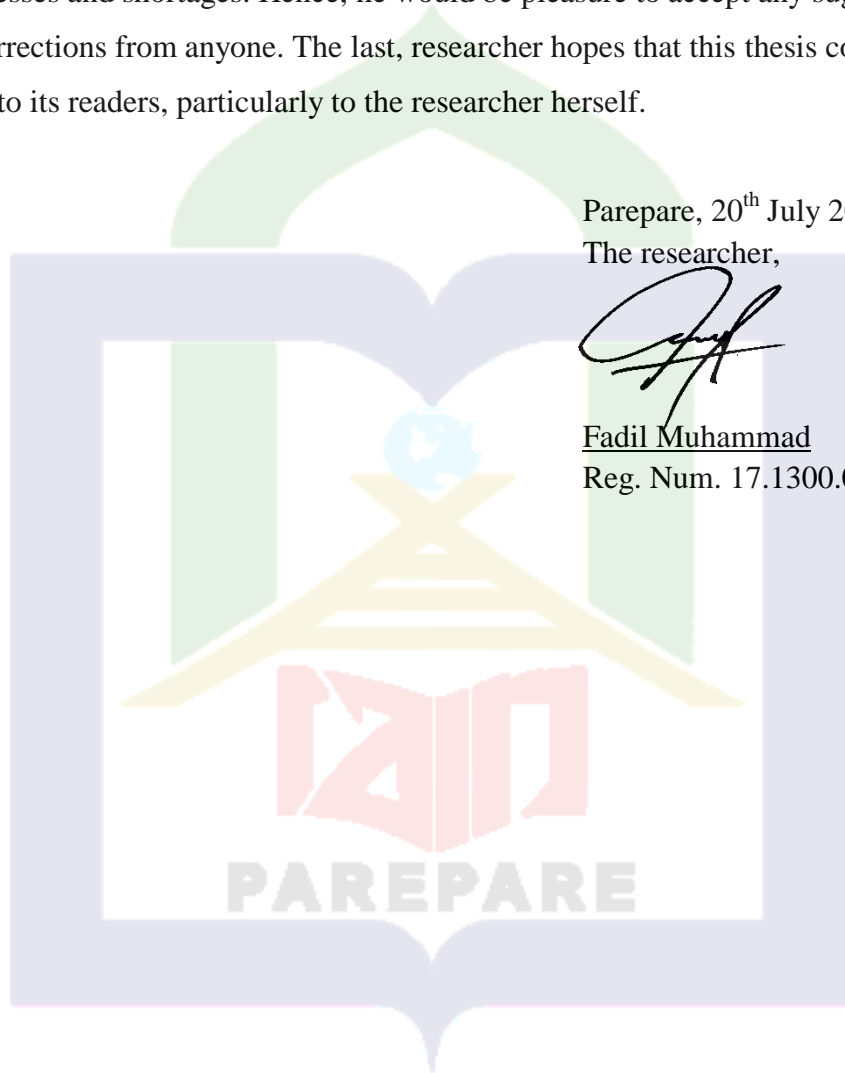 esses and shortages. Hence, he would be pleasure to accept any sug
rrections from anyone. The last, researcher hopes that this thesis co
to its readers, particularly to the researcher herself.
Parepare, 20th July 2
The researcher,
Fadil Muhammad
Reg. Num. 17.1300.
iain
PAREPARE